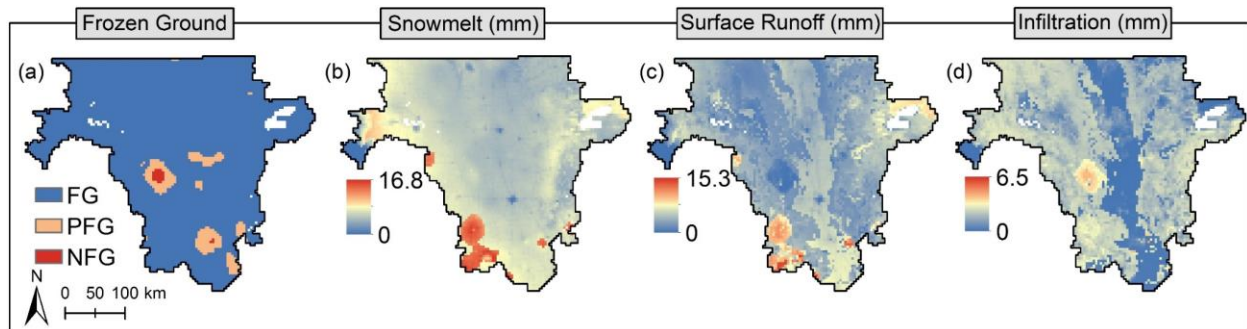 Frozen Ground
Snowmelt (mm)
Surface Runoff (mm)
Infiltration (mm)
(a)
(b)
(c)
(d)
FG
PFG
NFG
N
0 50 100 km
16.8
0
15.3
0
6.5
0